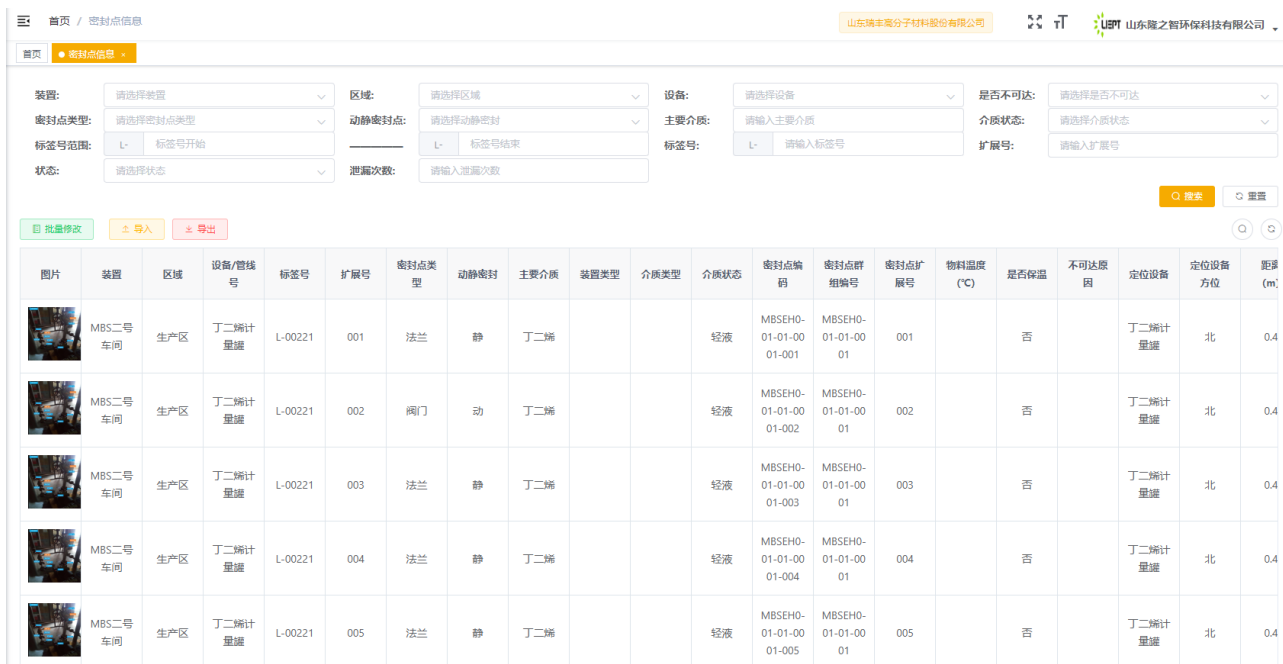 首页 / 密封点信息
山东瑞丰高分子材料股份有限公司
тT
UEPT 山东隆之智环保科技有限公司
首页
密封点信息 ×
装置: 请选择装置 区域: 请选择区域 设备: 请选择设备 是否不可达: 请选择是否不可达
密封点类型: 请选择密封点类型 动静密封点: 请选择动静密封 主要介质: 请输入主要介质 介质状态: 请选择介质状态
标签号范围: L- 标签号开始 ———— L- 标签号结束 标签号: L- 请输入标签号 扩展号: 请输入扩展号
状态: 请选择状态 泄漏次数: 请输入泄漏次数
搜索 重置
批量修改 导入 导出
图片 装置 区域 设备/管线号 标签号 扩展号 密封点类型 动静密封 主要介质 装置类型 介质类型 介质状态 密封点编码 密封点群组编号 密封点扩展号 物料温度(℃) 是否保温 不可达原因 定位设备 定位设备方位 距离(m)
MBS二号车间 生产区 丁二烯计量罐 L-00221 001 法兰 静 丁二烯 轻液 MBSEH0-01-01-0001-001 MBSEH0-01-01-0001 001 否 丁二烯计量罐 北 0.4
MBS二号车间 生产区 丁二烯计量罐 L-00221 002 阀门 动 丁二烯 轻液 MBSEH0-01-01-0001-002 MBSEH0-01-01-0001 002 否 丁二烯计量罐 北 0.4
MBS二号车间 生产区 丁二烯计量罐 L-00221 003 法兰 静 丁二烯 轻液 MBSEH0-01-01-0001-003 MBSEH0-01-01-0001 003 否 丁二烯计量罐 北 0.4
MBS二号车间 生产区 丁二烯计量罐 L-00221 004 法兰 静 丁二烯 轻液 MBSEH0-01-01-0001-004 MBSEH0-01-01-0001 004 否 丁二烯计量罐 北 0.4
MBS二号车间 生产区 丁二烯计量罐 L-00221 005 法兰 静 丁二烯 轻液 MBSEH0-01-01-0001-005 MBSEH0-01-01-0001 005 否 丁二烯计量罐 北 0.4